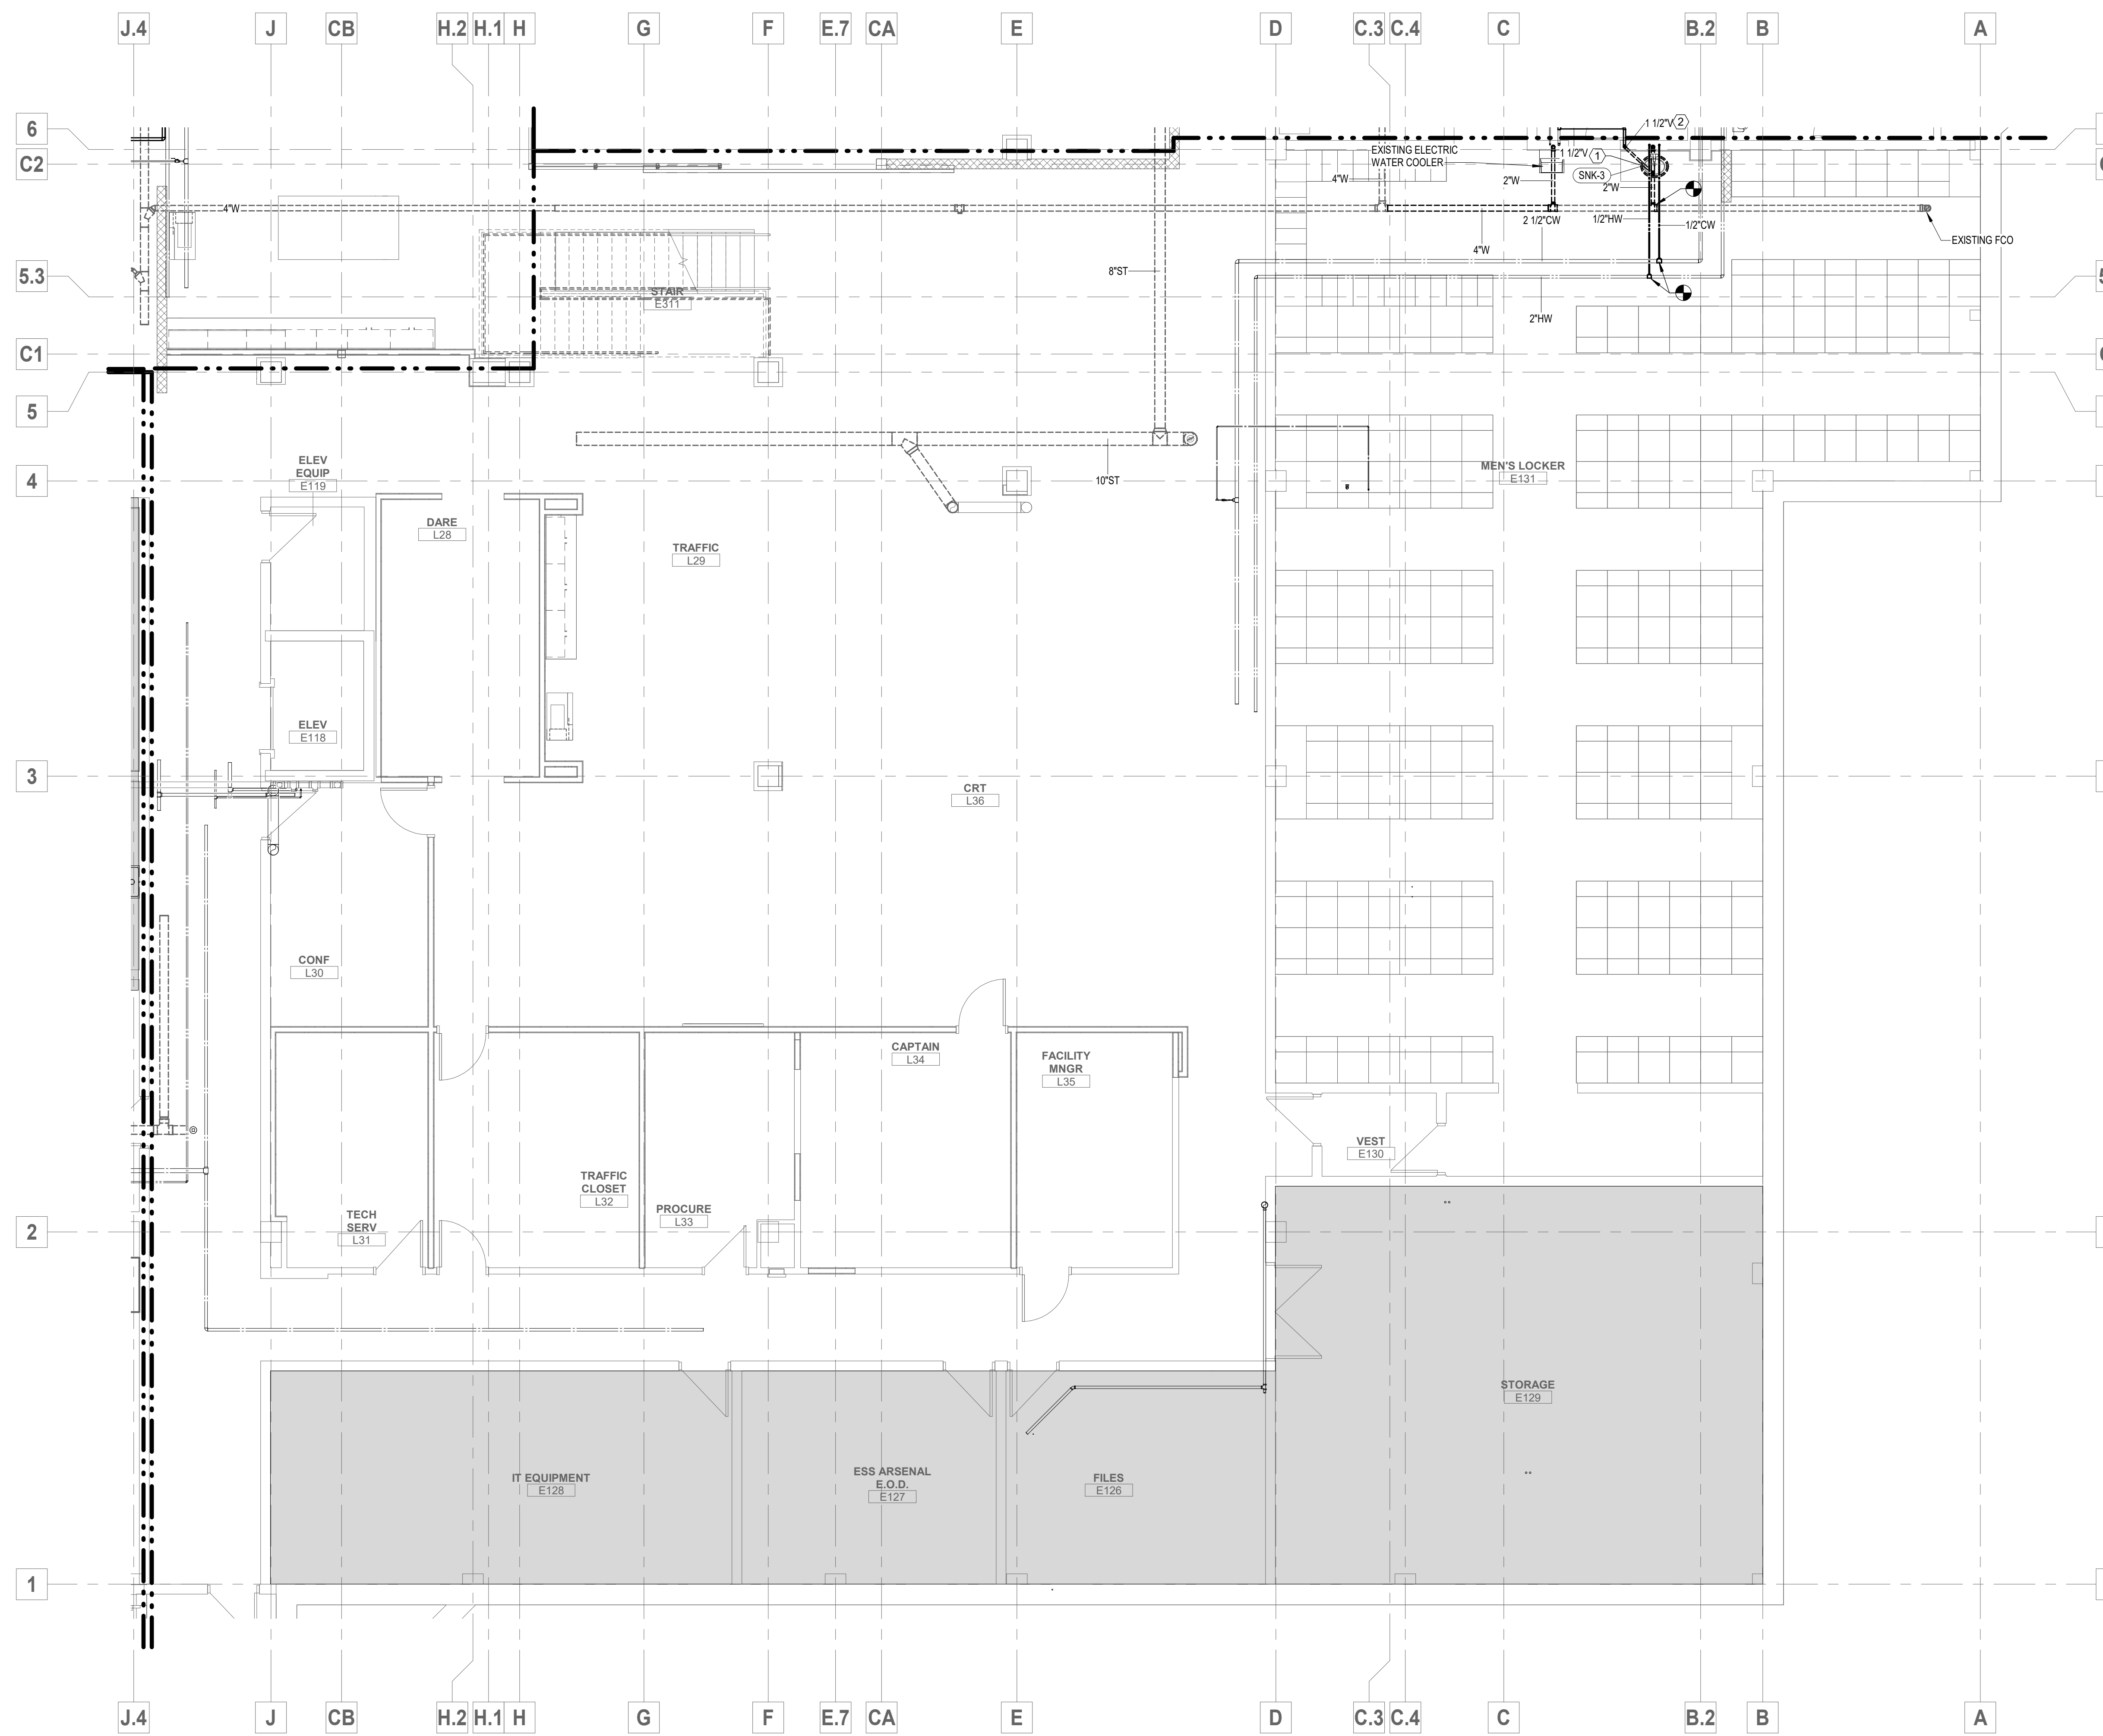 J.4 J CB H.2 H.1 H G F E.7 CA E D C.3 C.4 C B.2 B A
6
1 1/2"V 2
EXISTING ELECTRIC
WATER COOLER
1 1/2"V 1
C2
SNK-3
4"W
2"W
2"W
4"W
2 1/2"CW
1/2"HW
1/2"CW
EXISTING FCO
4"W
8"ST
5.3
STAIR
E311
2"HW
C1
5
ELEV
EQUIP
E119
MEN'S LOCKER
E131
4
10"ST
DARE
L28
TRAFFIC
L29
ELEV
E118
3
CRT
L36
CONF
L30
CAPTAIN
L34
FACILITY
MNGR
L35
VEST
E130
TRAFFIC
CLOSET
L32
PROCURE
L33
TECH
SERV
L31
2
STORAGE
E129
IT EQUIPMENT
E128
ESS ARSENAL
E.O.D.
E127
FILES
E126
1
J.4 J CB H.2 H.1 H G F E.7 CA E D C.3 C.4 C B.2 B A